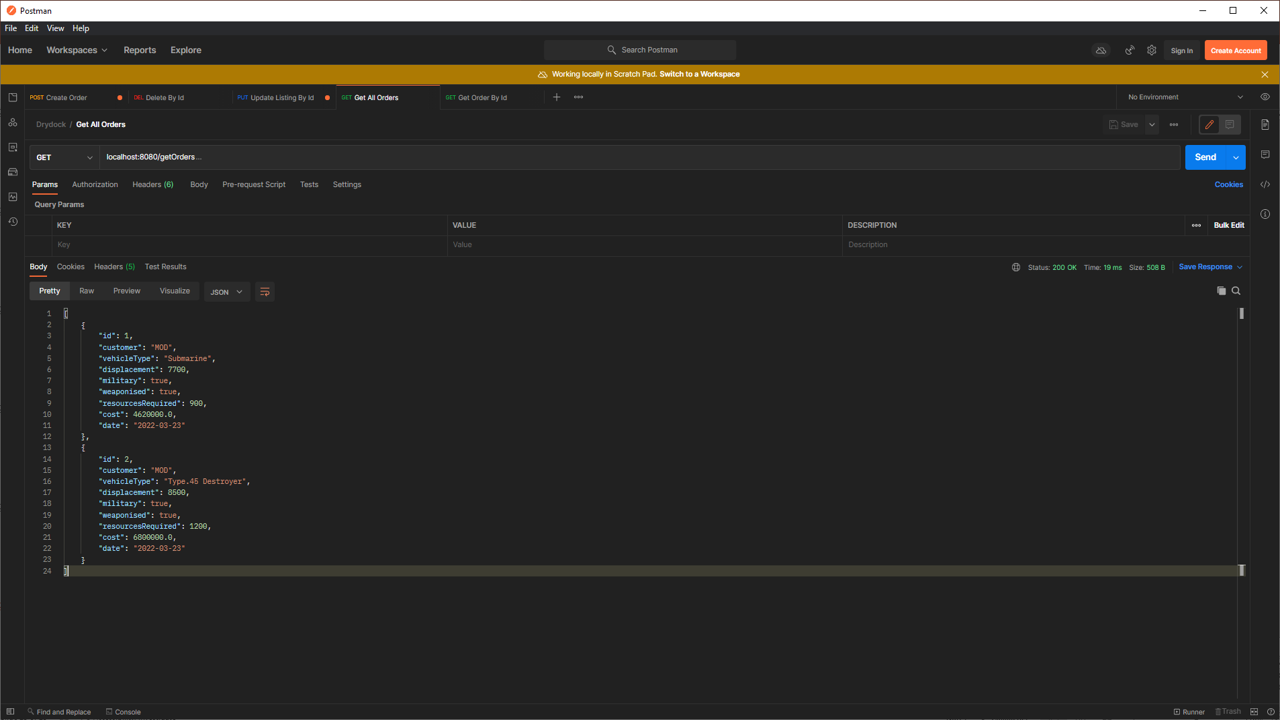 Postman
File Edit View Help
Home Workspaces Reports Explore Search Postman Sign In Create Account
Working locally in Scratch Pad. Switch to a Workspace
POST Create Order DEL Delete By Id PUT Update Listing By Id GET Get All Orders GET Get Order By Id No Environment
Drydock / Get All Orders Save
GET localhost:8080/getOrders...
Send
Params Authorization Headers (6) Body Pre-request Script Tests Settings Cookies
Query Params
KEY VALUE DESCRIPTION Bulk Edit
Key Value Description
Body Cookies Headers (5) Test Results Status: 200 OK Time: 19 ms Size: 508 B Save Response
Pretty Raw Preview Visualize JSON
1 [
2 {
3 "id": 1,
4 "customer": "MOD",
5 "vehicleType": "Submarine",
6 "displacement": 7700,
7 "military": true,
8 "weaponised": true,
9 "resourcesRequired": 900,
10 "cost": 4620000.0,
11 "date": "2022-03-23"
12 },
13 {
14 "id": 2,
15 "customer": "MOD",
16 "vehicleType": "Type.45 Destroyer",
17 "displacement": 8500,
18 "military": true,
19 "weaponised": true,
20 "resourcesRequired": 1200,
21 "cost": 6800000.0,
22 "date": "2022-03-23"
23 }
24 ]
Find and Replace Console Runner Trash